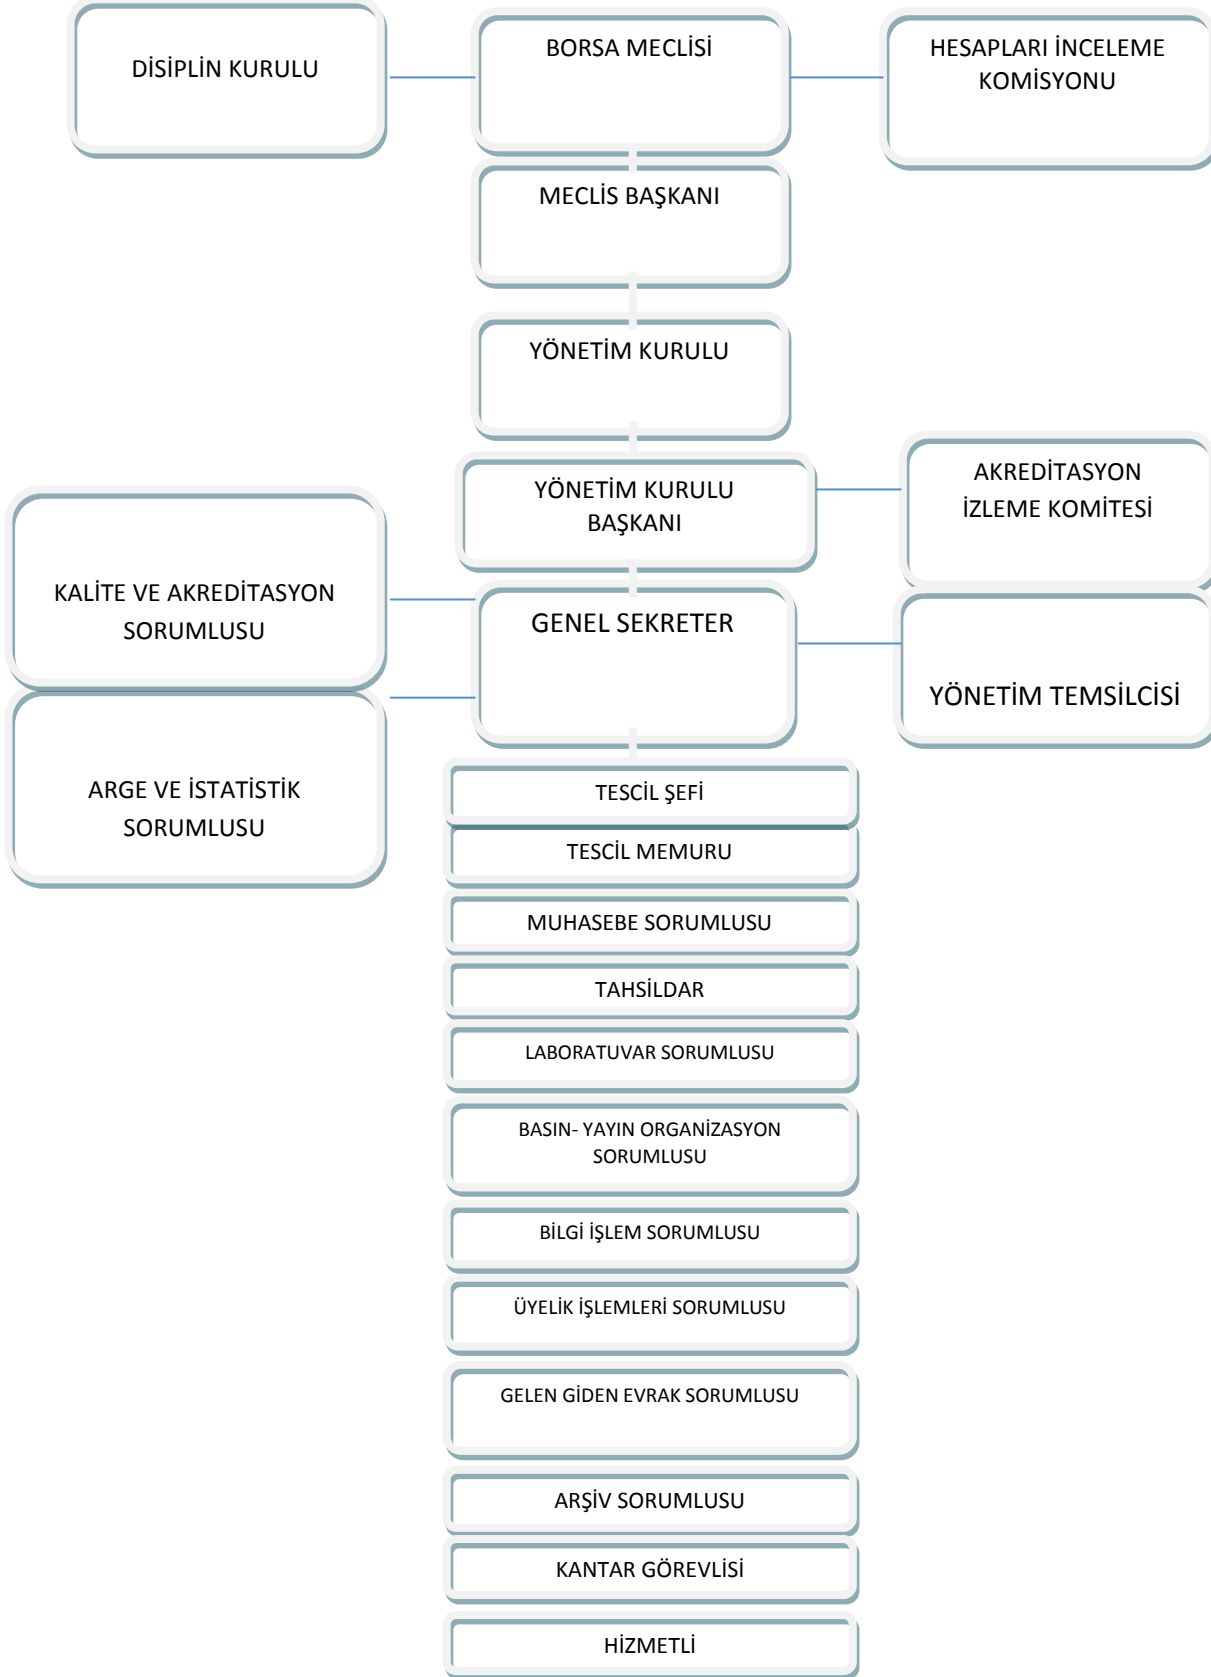 DISİPLİN KURULU
BORSA MECLİSİ
HESAPLARI İNCELEME
KOMİSYONU
MECLİS BAŞKANI
YÖNETİM KURULU
YÖNETİM KURULU
BAŞKANI
AKREDİTASYON
İZLEME KOMİTESİ
KALİTE VE AKREDİTASYON
SORUMLUSU
GENEL SEKRETER
YÖNETİM TEMSİLCİSİ
ARGE VE İSTATİSTİK
SORUMLUSU
TESCİL ŞEFİ
TESCİL MEMURU
MUHASEBE SORUMLUSU
TAHSİLDAR
LABORATUVAR SORUMLUSU
BASIN- YAYIN ORGANİZASYON
SORUMLUSU
BİLGİ İŞLEM SORUMLUSU
ÜYELİK İŞLEMLERİ SORUMLUSU
GELEN GİDEN EVRAK SORUMLUSU
ARŞİV SORUMLUSU
KANTAR GÖREVLİSİ
HİZMETLİ